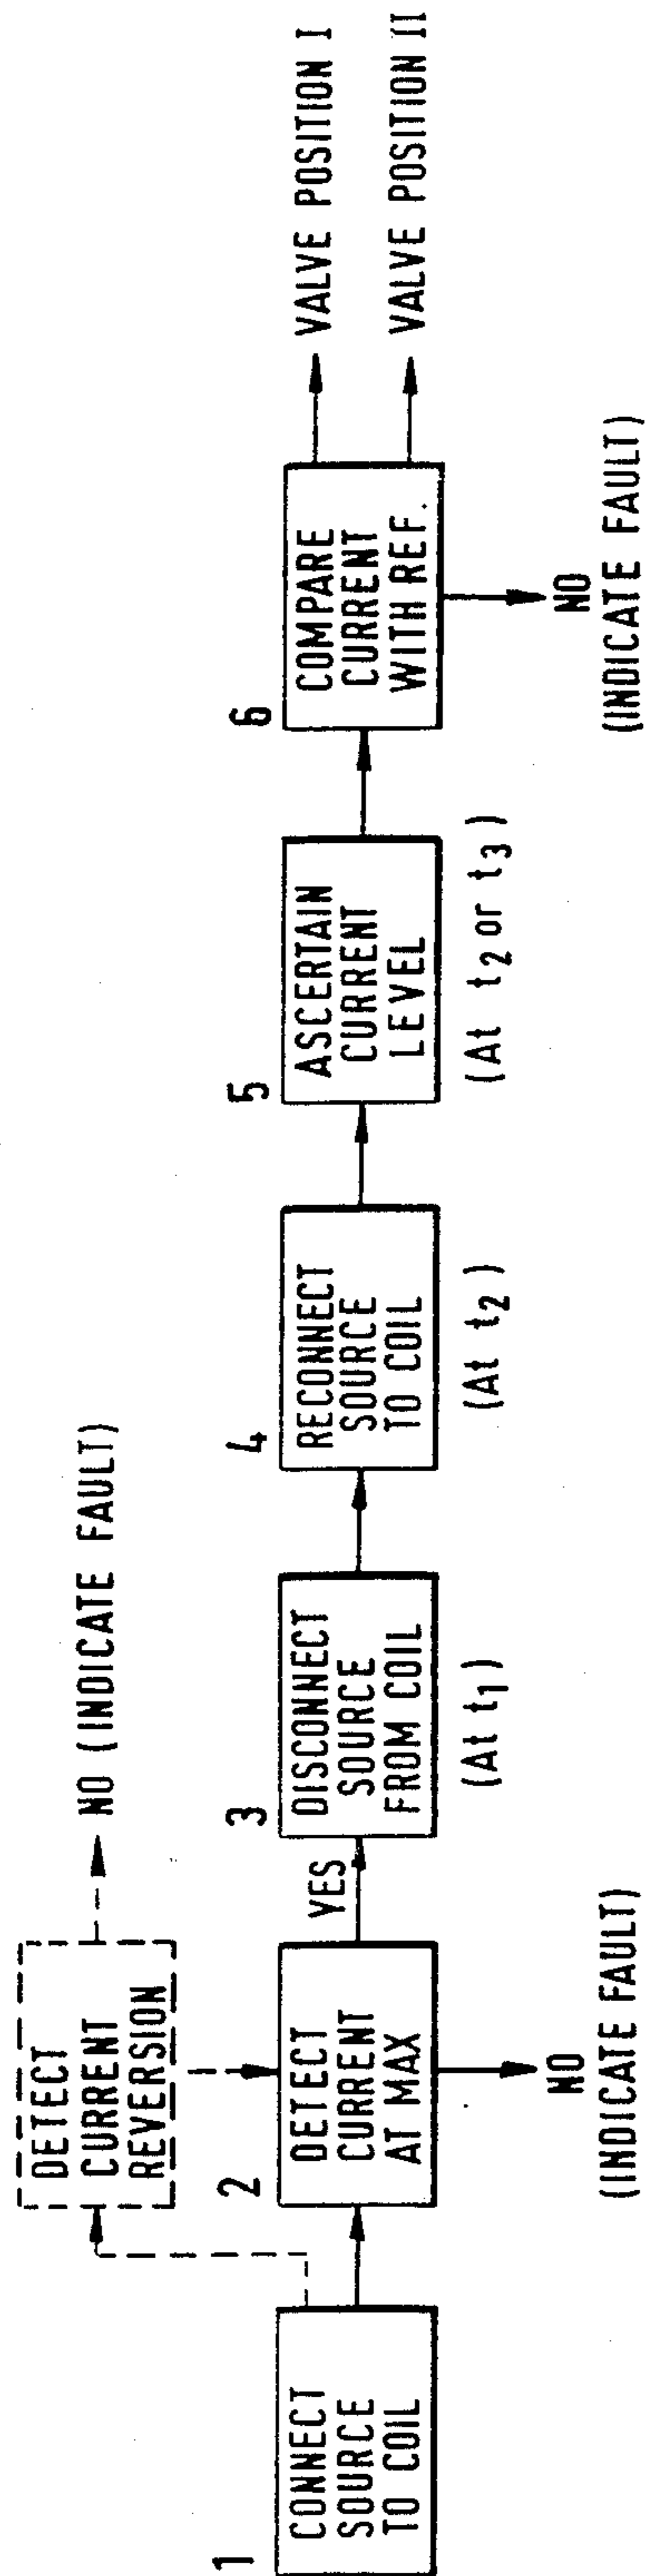 1
CONNECT
SOURCE
TO COIL
DETECT
CURRENT
REVERSION
NO (INDICATE FAULT)
2
DETECT
CURRENT
AT MAX
YES
NO
(INDICATE FAULT)
3
DISCONNECT
SOURCE
FROM COIL
(At t₁)
4
RECONNECT
SOURCE
TO COIL
(At t₂)
5
ASCERTAIN
CURRENT
LEVEL
(At t₂ or t₃)
6
COMPARE
CURRENT
WITH REF.
NO
(INDICATE FAULT)
VALVE POSITION I
VALVE POSITION II